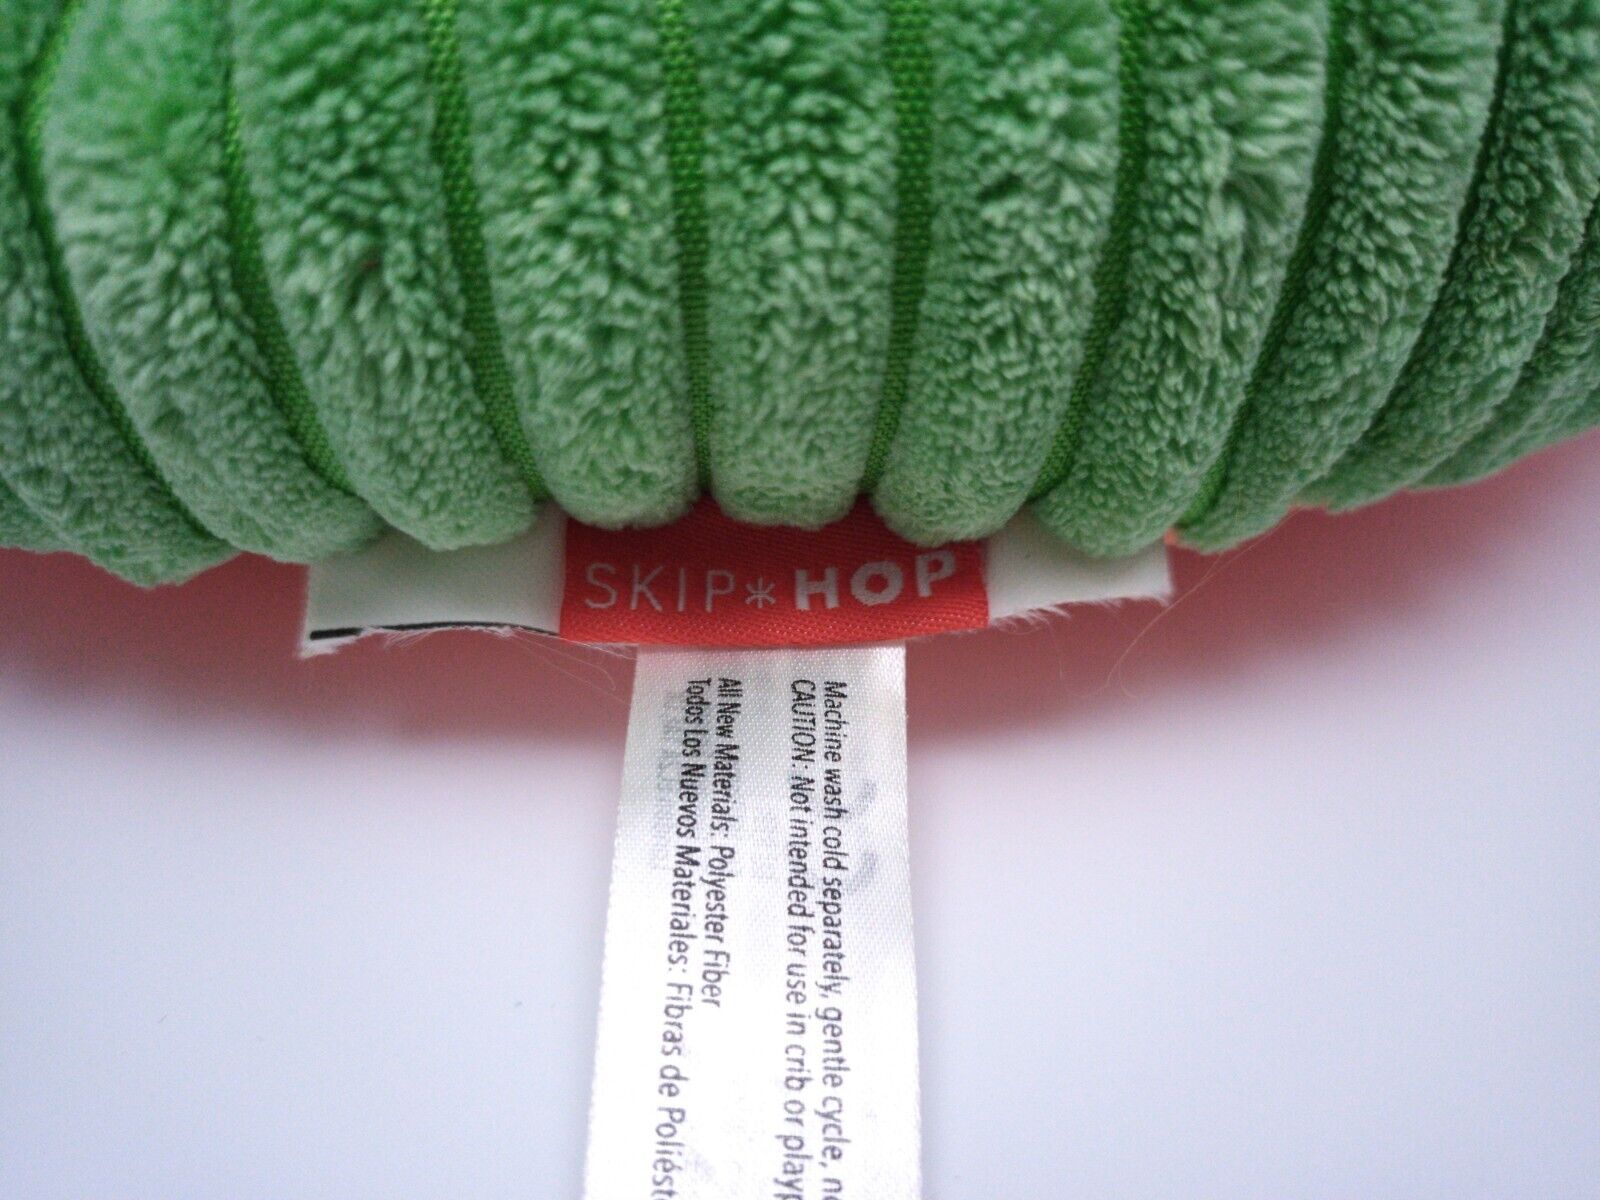 SKIP*HOP
Machine wash cold separately, gentle cycle,
CAUTION: Not intended for use in crib or
All New Materials: Polyester Fiber
Todos Los Nuevos Materiales: Fibras de